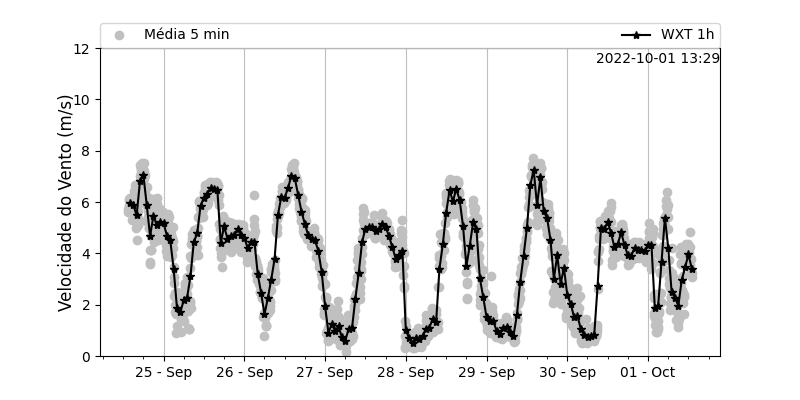 Média 5 min
WXT 1h
2022-10-01 13:29
Velocidade do Vento (m/s)
12
10
8
6
4
2
0
25 - Sep
26 - Sep
27 - Sep
28 - Sep
29 - Sep
30 - Sep
01 - Oct